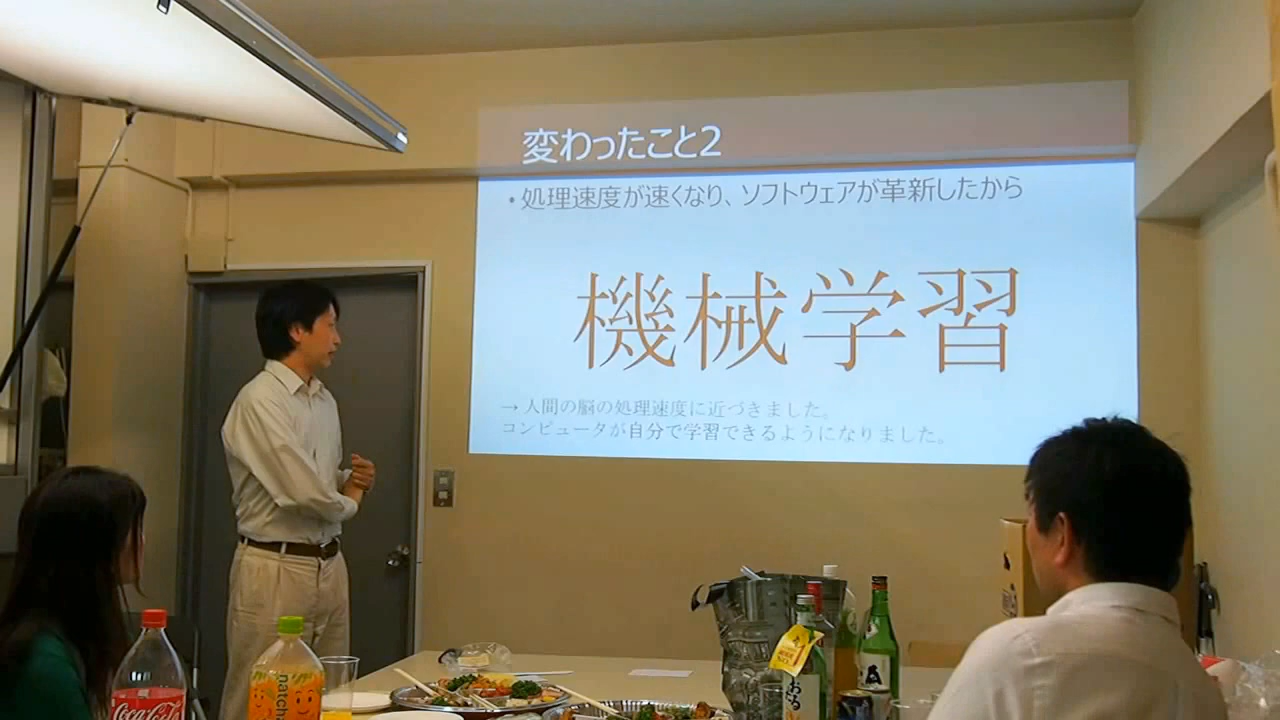 変わったこと2
・処理速度が速くなり、ソフトウェアが革新したから
機械学習
→ 人間の脳の処理速度に近づきました。
コンピュータが自分で学習できるようになりました。
Coca-Cola
natchan